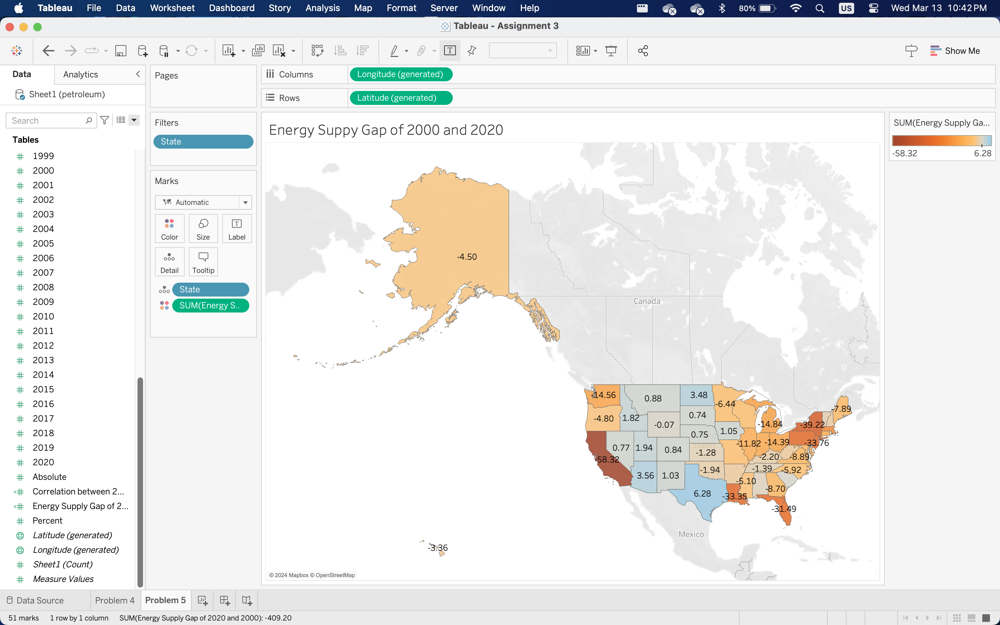 Tableau File Data Worksheet Dashboard Story Analysis Map Format Server Window Help 80% US Wed Mar 13 10:42 PM
Tableau - Assignment 3
Show Me
Data Analytics
Sheet1 (petroleum)
Search
Tables
1999
2000
2001
2002
2003
2004
2005
2006
2007
2008
2009
2010
2011
2012
2013
2014
2015
2016
2017
2018
2019
2020
Absolute
Correlation between 2...
Energy Supply Gap of 2...
Percent
Latitude (generated)
Longitude (generated)
Sheet1 (Count)
Measure Values
Pages
Filters
State
Marks
Automatic
Color Size T Label
Detail Tooltip
State
SUM(Energy S..
Columns Longitude (generated)
Rows Latitude (generated)
Energy Suppy Gap of 2000 and 2020
-4.50
Canada
-14.56 0.88 3.48 -6.44 -7.89
-4.80 1.82 -0.07 0.74 -14.84 -39.22
0.77 1.94 0.84 0.75 1.05 -11.82 -14.39 -33.76
States
-58.32 -1.28 -2.20 -8.89
3.56 1.03 -1.94 -1.39 -5.92
-5.10 -8.70
6.28 -33.35 -31.49
Mexico
-3.36
© 2024 Mapbox © OpenStreetMap
SUM(Energy Supply Ga...
-58.32 6.28
Data Source Problem 4 Problem 5
51 marks 1 row by 1 column SUM(Energy Supply Gap of 2020 and 2000): -409.20